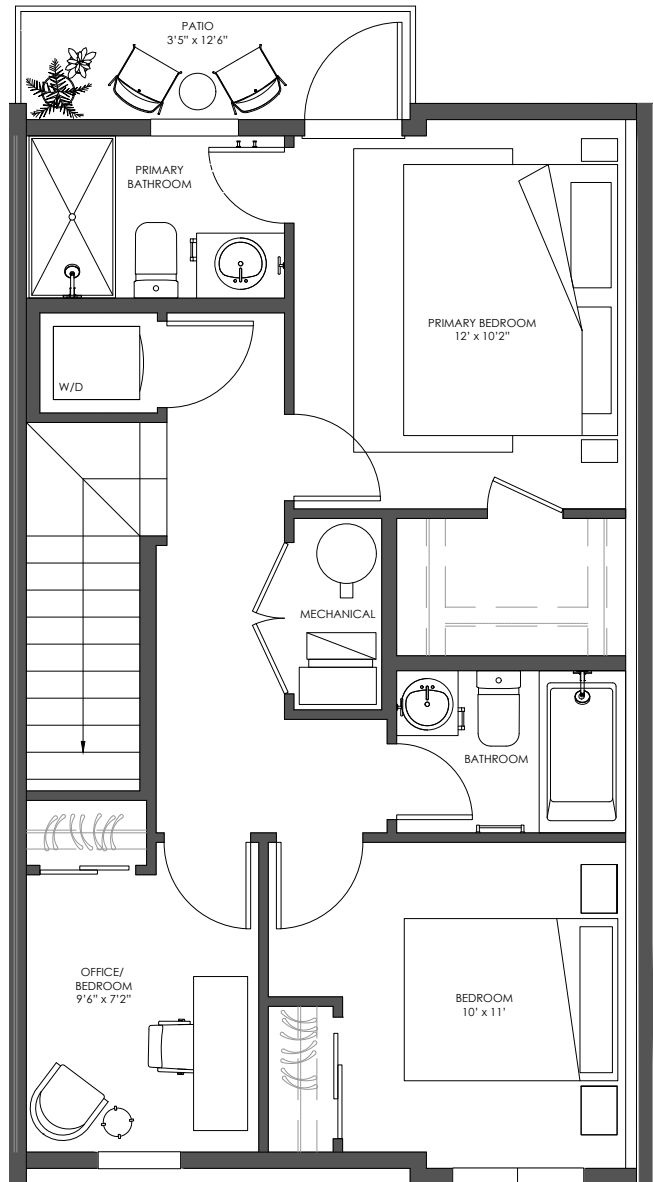 PATIO
3'5" x 12'6"
PRIMARY
BATHROOM
PRIMARY BEDROOM
12' x 10'2"
W/D
MECHANICAL
BATHROOM
OFFICE/
BEDROOM
9'6" x 7'2"
BEDROOM
10' x 11'